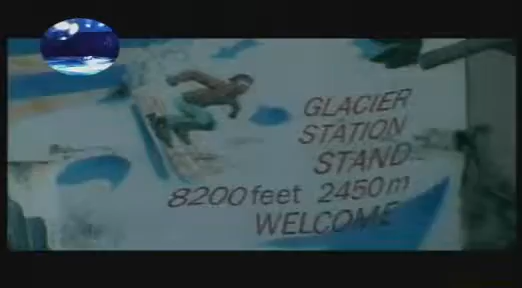 GLACIER
STATION
STAND
8200 feet 2450 m
WELCOME